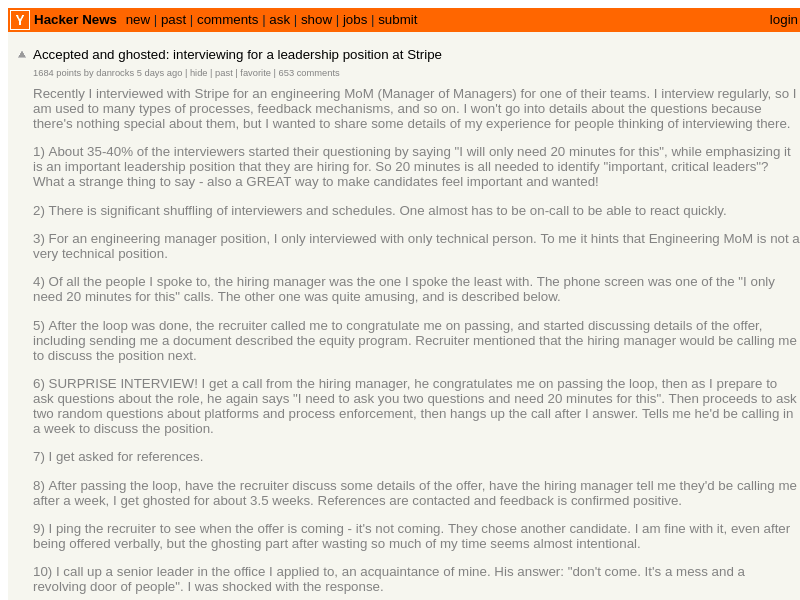 Y Hacker News new | past | comments | ask | show | jobs | submit login
Accepted and ghosted: interviewing for a leadership position at Stripe
1684 points by danrocks 5 days ago | hide | past | favorite | 653 comments
Recently I interviewed with Stripe for an engineering MoM (Manager of Managers) for one of their teams. I interview regularly, so I
am used to many types of processes, feedback mechanisms, and so on. I won't go into details about the questions because
there's nothing special about them, but I wanted to share some details of my experience for people thinking of interviewing there.
1) About 35-40% of the interviewers started their questioning by saying "I will only need 20 minutes for this", while emphasizing it
is an important leadership position that they are hiring for. So 20 minutes is all needed to identify "important, critical leaders"?
What a strange thing to say - also a GREAT way to make candidates feel important and wanted!
2) There is significant shuffling of interviewers and schedules. One almost has to be on-call to be able to react quickly.
3) For an engineering manager position, I only interviewed with only technical person. To me it hints that Engineering MoM is not a
very technical position.
4) Of all the people I spoke to, the hiring manager was the one I spoke the least with. The phone screen was one of the "I only
need 20 minutes for this" calls. The other one was quite amusing, and is described below.
5) After the loop was done, the recruiter called me to congratulate me on passing, and started discussing details of the offer,
including sending me a document described the equity program. Recruiter mentioned that the hiring manager would be calling me
to discuss the position next.
6) SURPRISE INTERVIEW! I get a call from the hiring manager, he congratulates me on passing the loop, then as I prepare to
ask questions about the role, he again says "I need to ask you two questions and need 20 minutes for this". Then proceeds to ask
two random questions about platforms and process enforcement, then hangs up the call after I answer. Tells me he'd be calling in
a week to discuss the position.
7) I get asked for references.
8) After passing the loop, have the recruiter discuss some details of the offer, have the hiring manager tell me they'd be calling me
after a week, I get ghosted for about 3.5 weeks. References are contacted and feedback is confirmed positive.
9) I ping the recruiter to see when the offer is coming - it's not coming. They chose another candidate. I am fine with it, even after
being offered verbally, but the ghosting part after wasting so much of my time seems almost intentional.
10) I call up a senior leader in the office I applied to, an acquaintance of mine. His answer: "don't come. It's a mess and a
revolving door of people". I was shocked with the response.